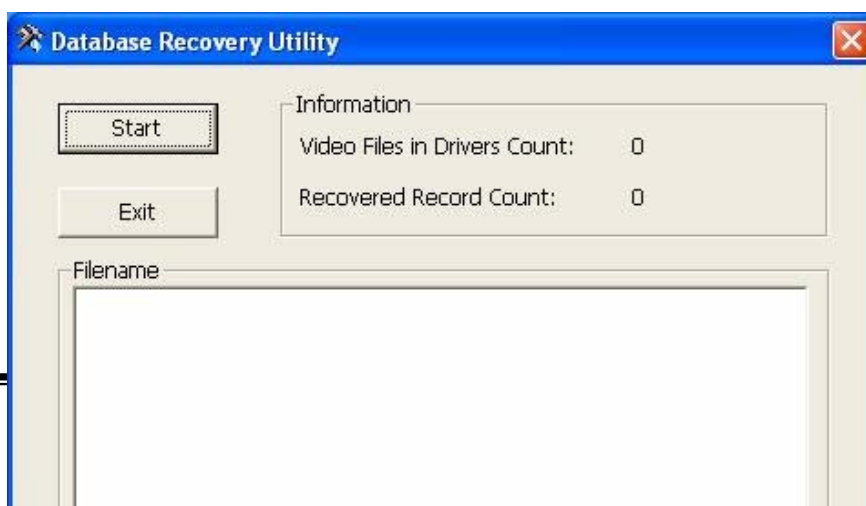 Database Recovery Utility
Start
Exit
Information
Video Files in Drivers Count: 0
Recovered Record Count: 0
Filename